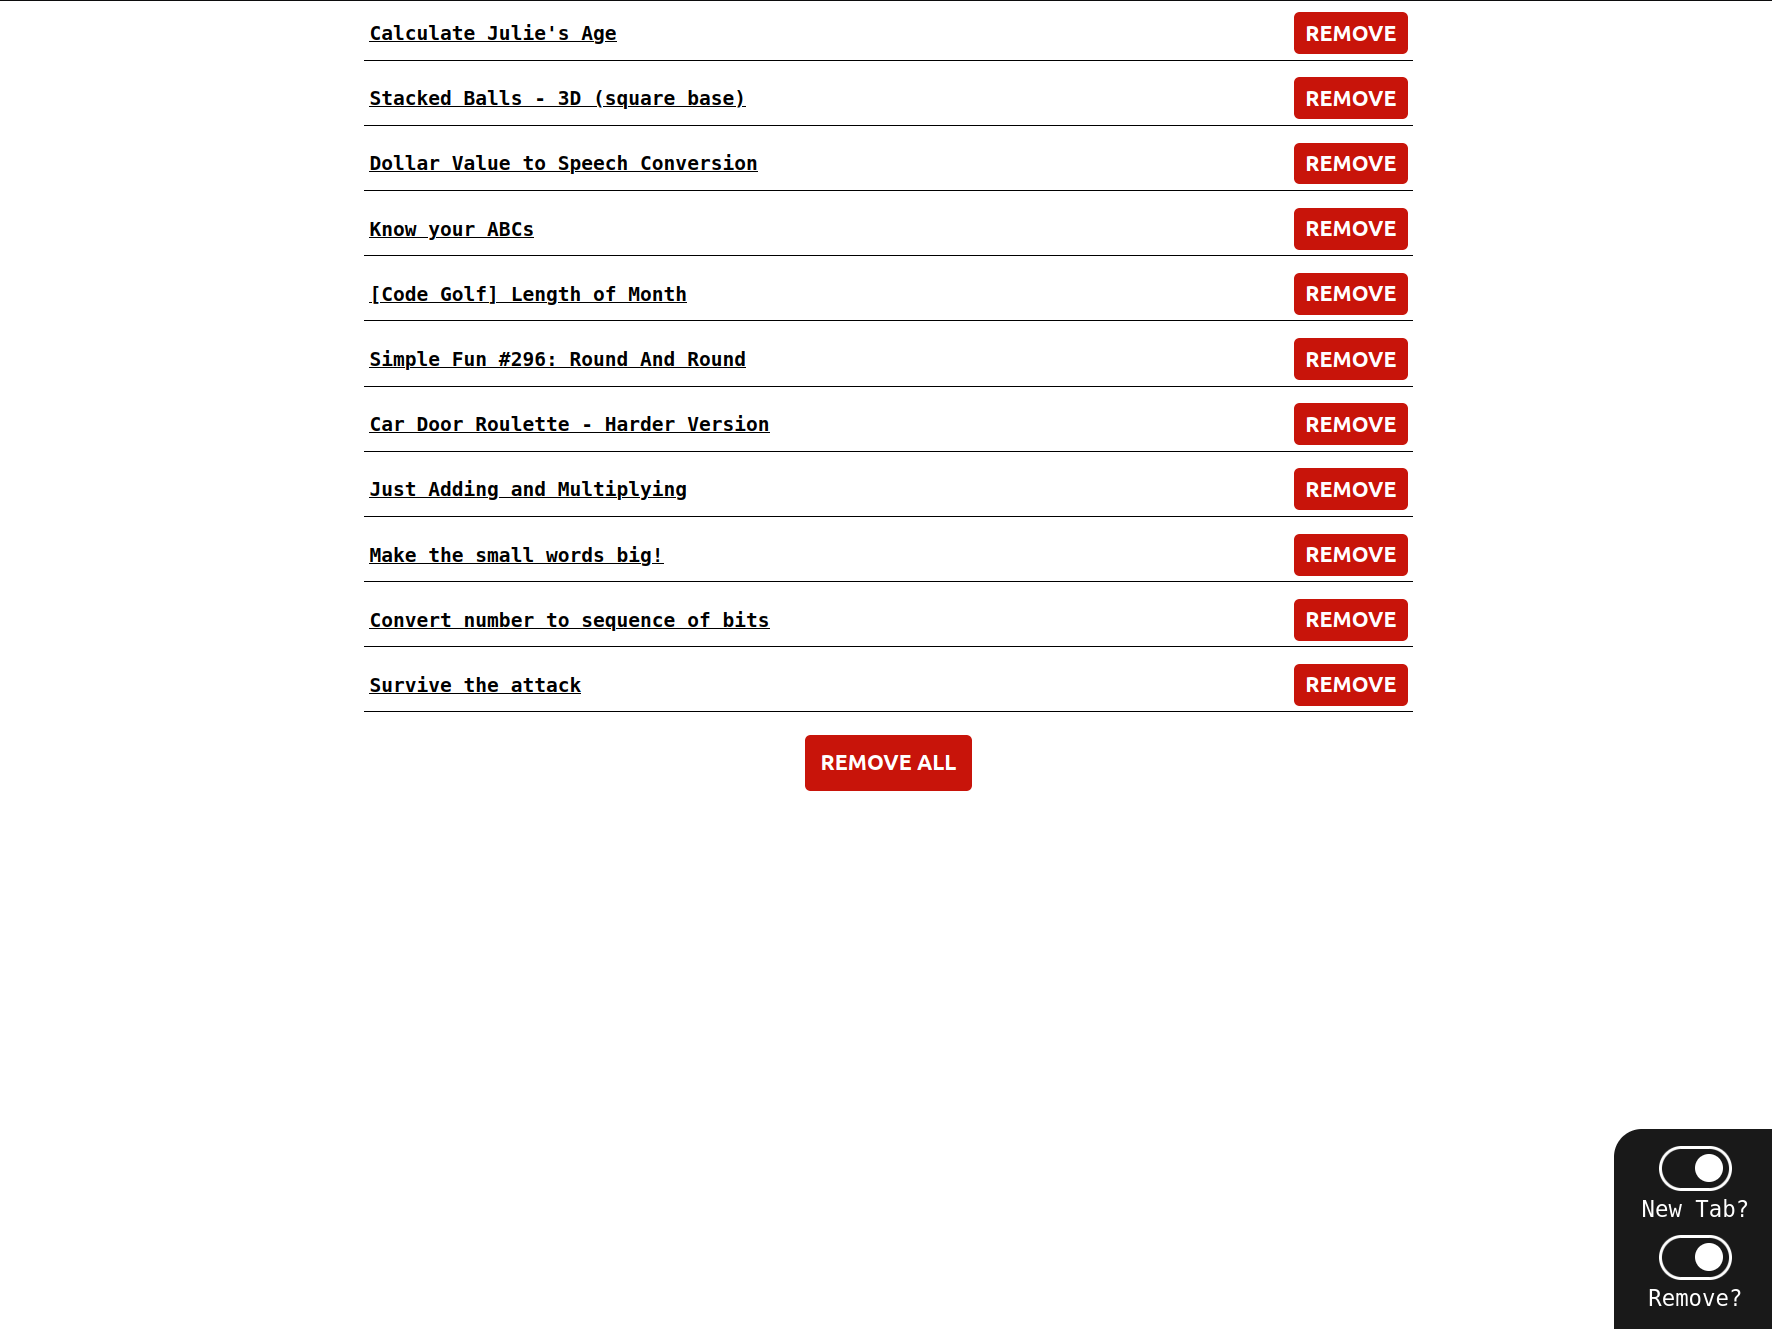 Calculate Julie's Age REMOVE
Stacked Balls - 3D (square base) REMOVE
Dollar Value to Speech Conversion REMOVE
Know your ABCs REMOVE
[Code Golf] Length of Month REMOVE
Simple Fun #296: Round And Round REMOVE
Car Door Roulette - Harder Version REMOVE
Just Adding and Multiplying REMOVE
Make the small words big! REMOVE
Convert number to sequence of bits REMOVE
Survive the attack REMOVE
REMOVE ALL
New Tab?
Remove?